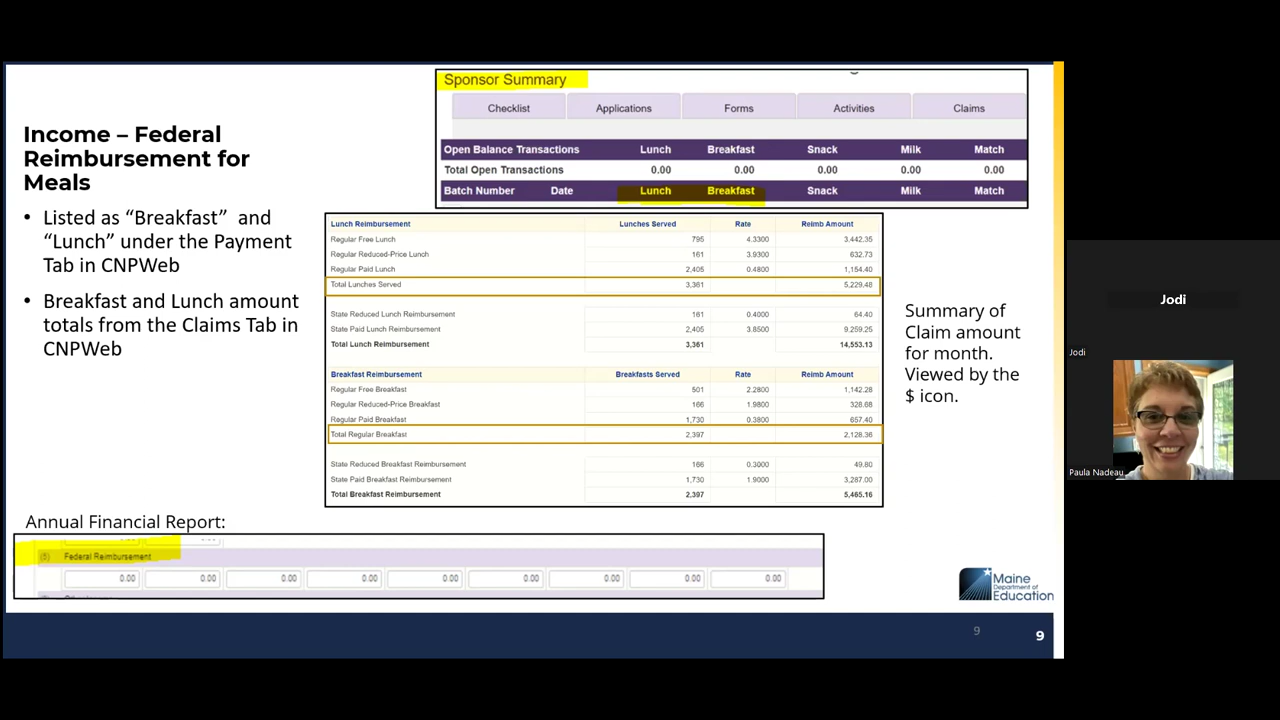 Sponsor Summary
Checklist Applications Forms Activities Claims
Open Balance Transactions Lunch Breakfast Snack Milk Match
Total Open Transactions 0.00 0.00 0.00 0.00 0.00
Batch Number Date Lunch Breakfast Snack Milk Match
Income – Federal
Reimbursement for
Meals
• Listed as “Breakfast” and
“Lunch” under the Payment
Tab in CNPWeb
• Breakfast and Lunch amount
totals from the Claims Tab in
CNPWeb
Lunch Reimbursement Lunches Served Rate Reimb Amount
Regular Free Lunch 795 4.3300 3,442.35
Regular Reduced-Price Lunch 161 3.9300 632.73
Regular Paid Lunch 2,405 0.4800 1,154.40
Total Lunches Served 3,361 5,229.48
State Reduced Lunch Reimbursement 161 0.4000 64.40
State Paid Lunch Reimbursement 2,405 3.8500 9,259.25
Total Lunch Reimbursement 3,361 14,553.13
Breakfast Reimbursement Breakfasts Served Rate Reimb Amount
Regular Free Breakfast 501 2.2800 1,142.28
Regular Reduced-Price Breakfast 166 1.9800 328.68
Regular Paid Breakfast 1,730 0.3800 657.40
Total Regular Breakfast 2,397 2,128.36
State Reduced Breakfast Reimbursement 166 0.3000 49.80
State Paid Breakfast Reimbursement 1,730 1.9000 3,287.00
Total Breakfast Reimbursement 2,397 5,465.16
Summary of
Claim amount
for month.
Viewed by the
$ icon.
Jodi
Jodi
Paula Nadeau
Annual Financial Report:
Federal Reimbursement
0.00 0.00 0.00 0.00 0.00 0.00 0.00 0.00 0.00
Maine
Department of
Education
9
9